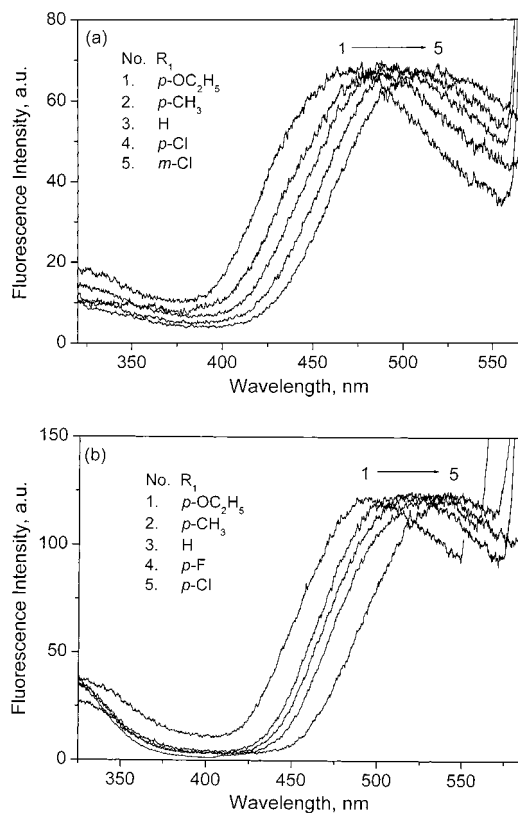 (a)
No. R₁
1. p-OC₂H₅
2. p-CH₃
3. H
4. p-Cl
5. m-Cl
1 → 5
Fluorescence Intensity, a.u.
80
60
40
20
0
350 400 450 500 550
Wavelength, nm
(b)
No. R₁
1. p-OC₂H₅
2. p-CH₃
3. H
4. p-F
5. p-Cl
1 → 5
Fluorescence Intensity, a.u.
150
100
50
0
350 400 450 500 550
Wavelength, nm